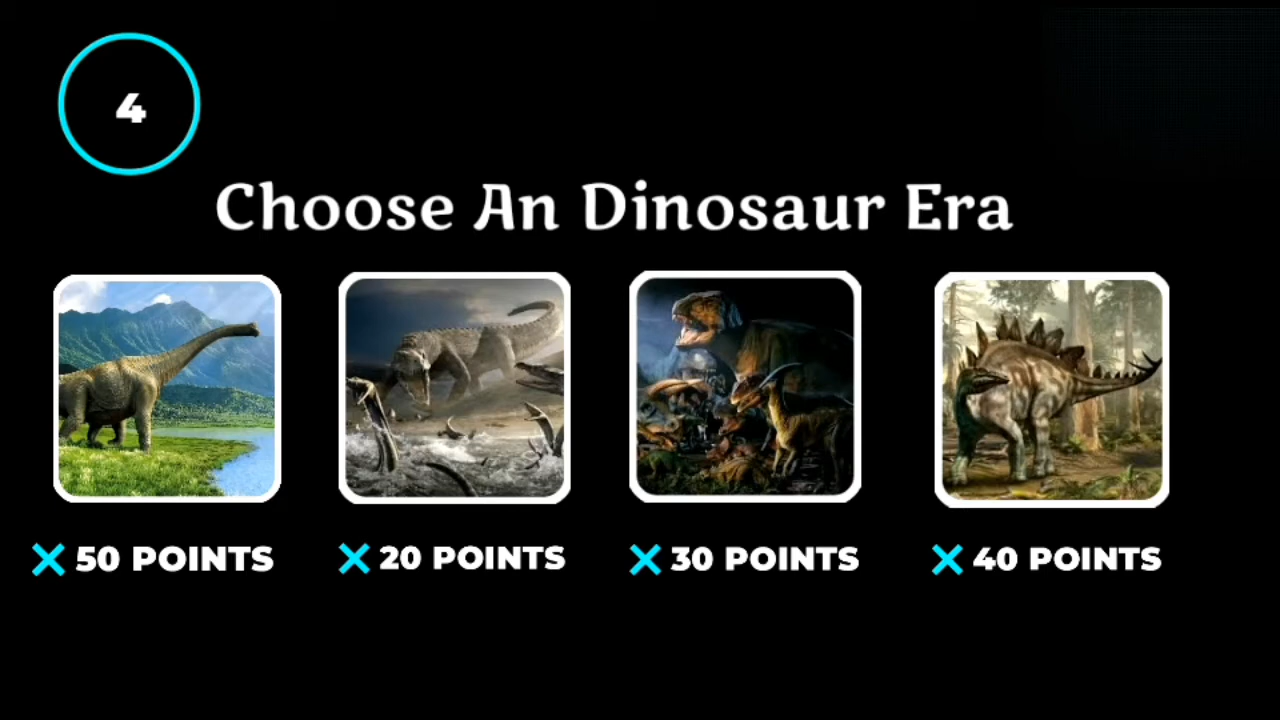 4
Choose An Dinosaur Era
50 POINTS
20 POINTS
30 POINTS
40 POINTS